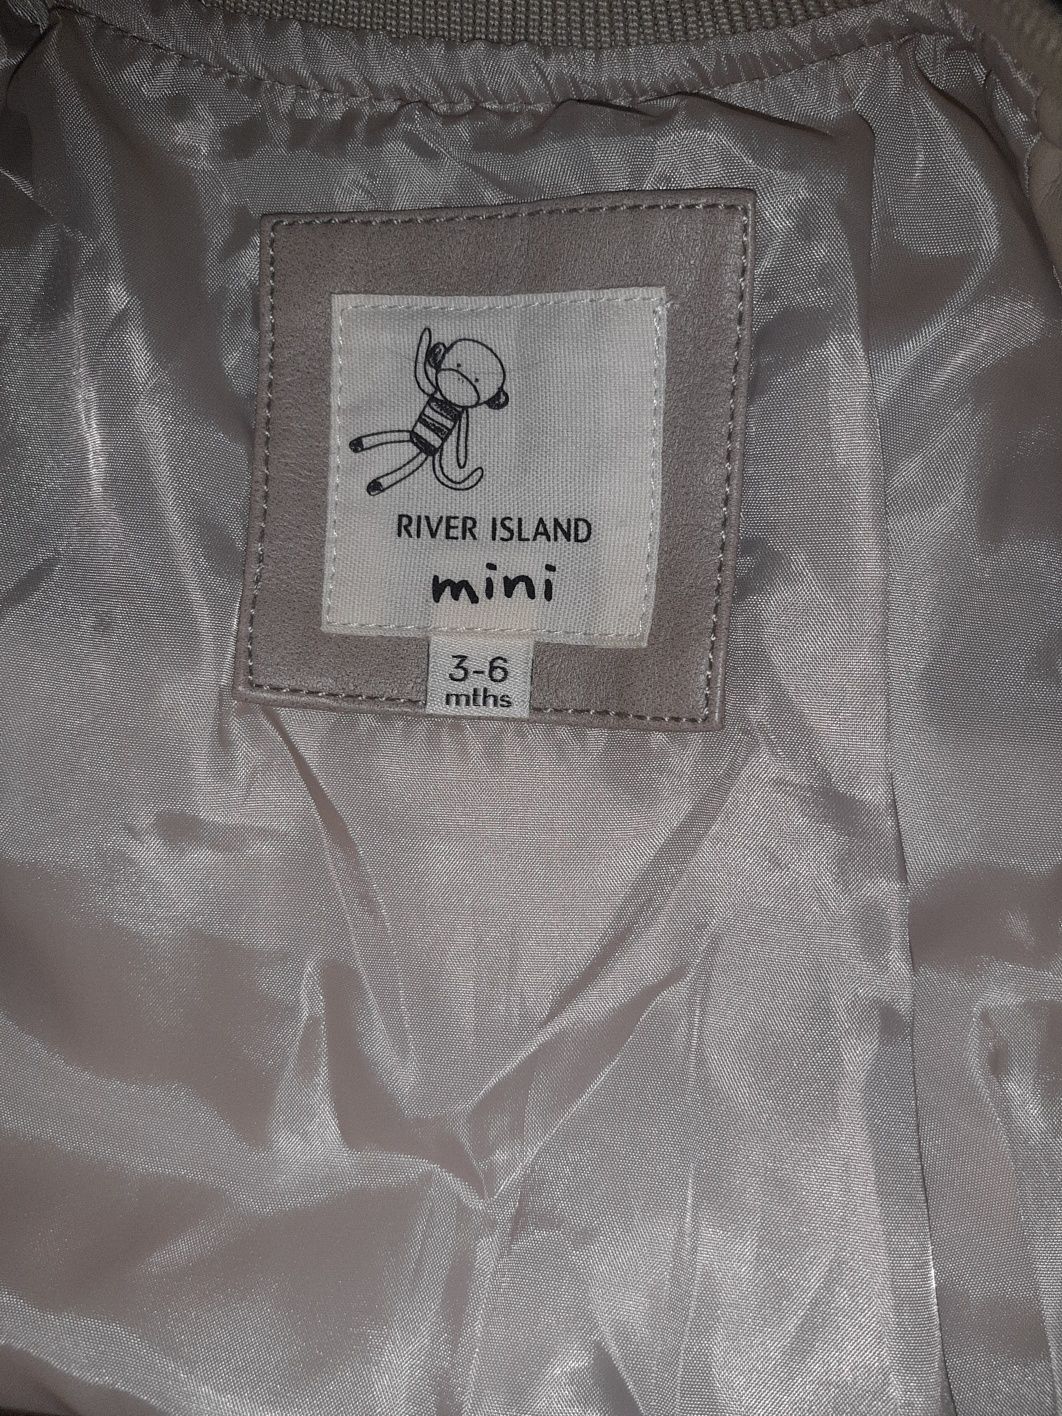 RIVER ISLAND
mini
3-6
mths